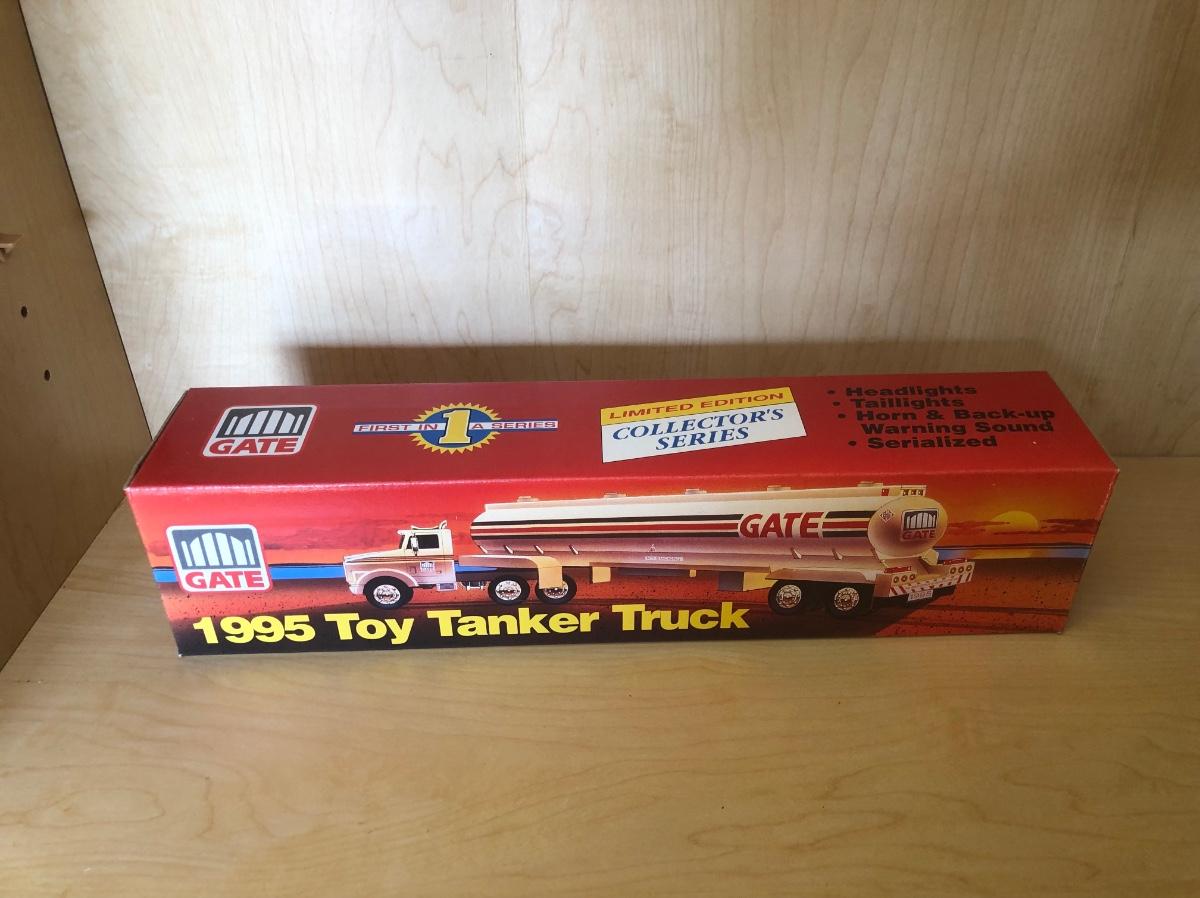 GATE
FIRST IN 1 A SERIES
LIMITED EDITION
COLLECTOR'S
SERIES
• Headlights
• Taillights
• Horn & Back-up
Warning Sound
• Serialized
GATE
GATE
GATE
1995 Toy Tanker Truck